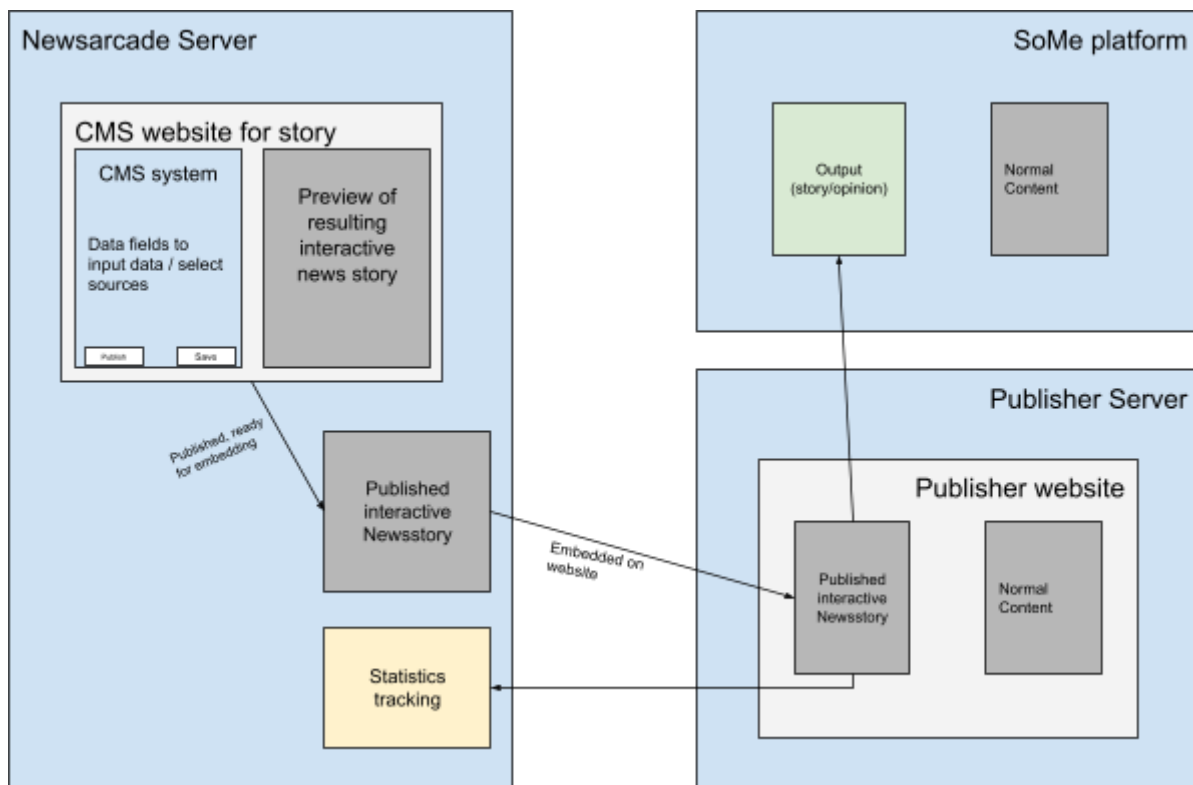 Newsarcade Server
CMS website for story
CMS system
Data fields to
input data / select
sources
Publish
Save
Preview of
resulting
interactive
news story
Published, ready
for embedding
Published
interactive
Newsstory
Embedded on
website
Statistics
tracking
SoMe platform
Output
(story/opinion)
Normal
Content
Publisher Server
Publisher website
Published
interactive
Newsstory
Normal
Content